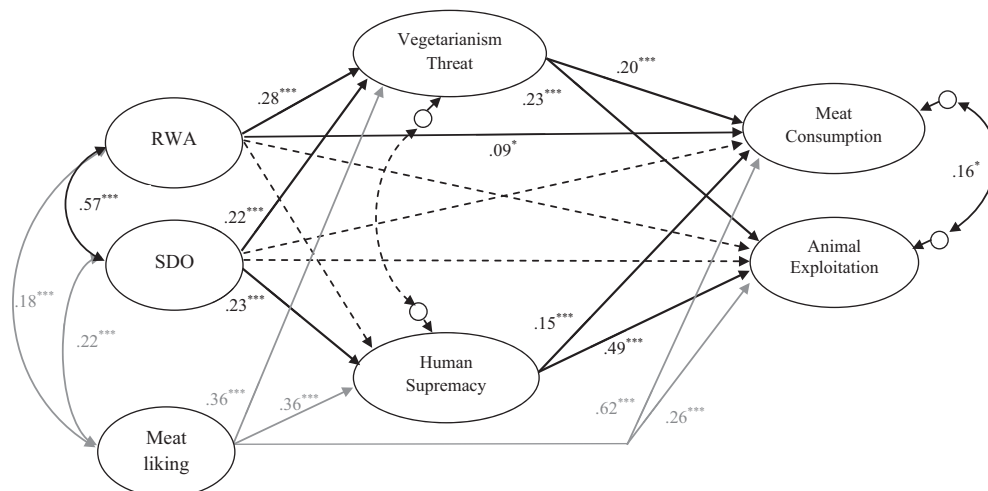 Vegetarianism
Threat
.28***
.20***
.23***
RWA
Meat
Consumption
.09*
.16*
.57***
.22***
SDO
Animal
Exploitation
.18***
.23***
.22***
.15***
.49***
Human
Supremacy
.36***
.36***
.62***
.26***
Meat
liking